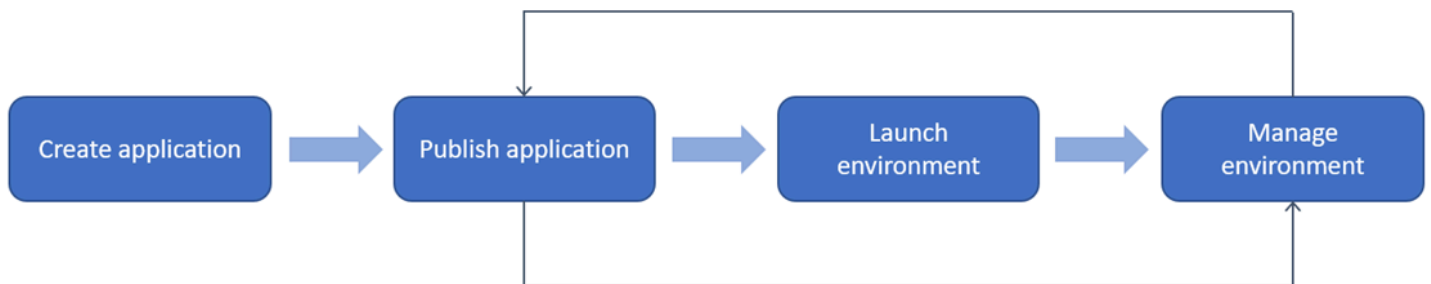 Create application
Publish application
Launch
environment
Manage
environment